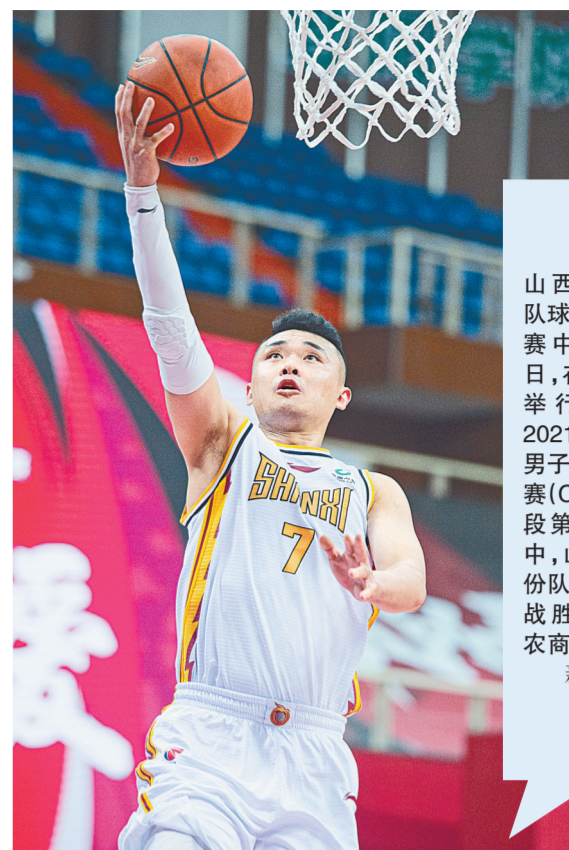 SHANXI
7
山西
队球
赛中
日,在
举行
2021
男子
赛(C
段第
中,山
份队
战胜
农商